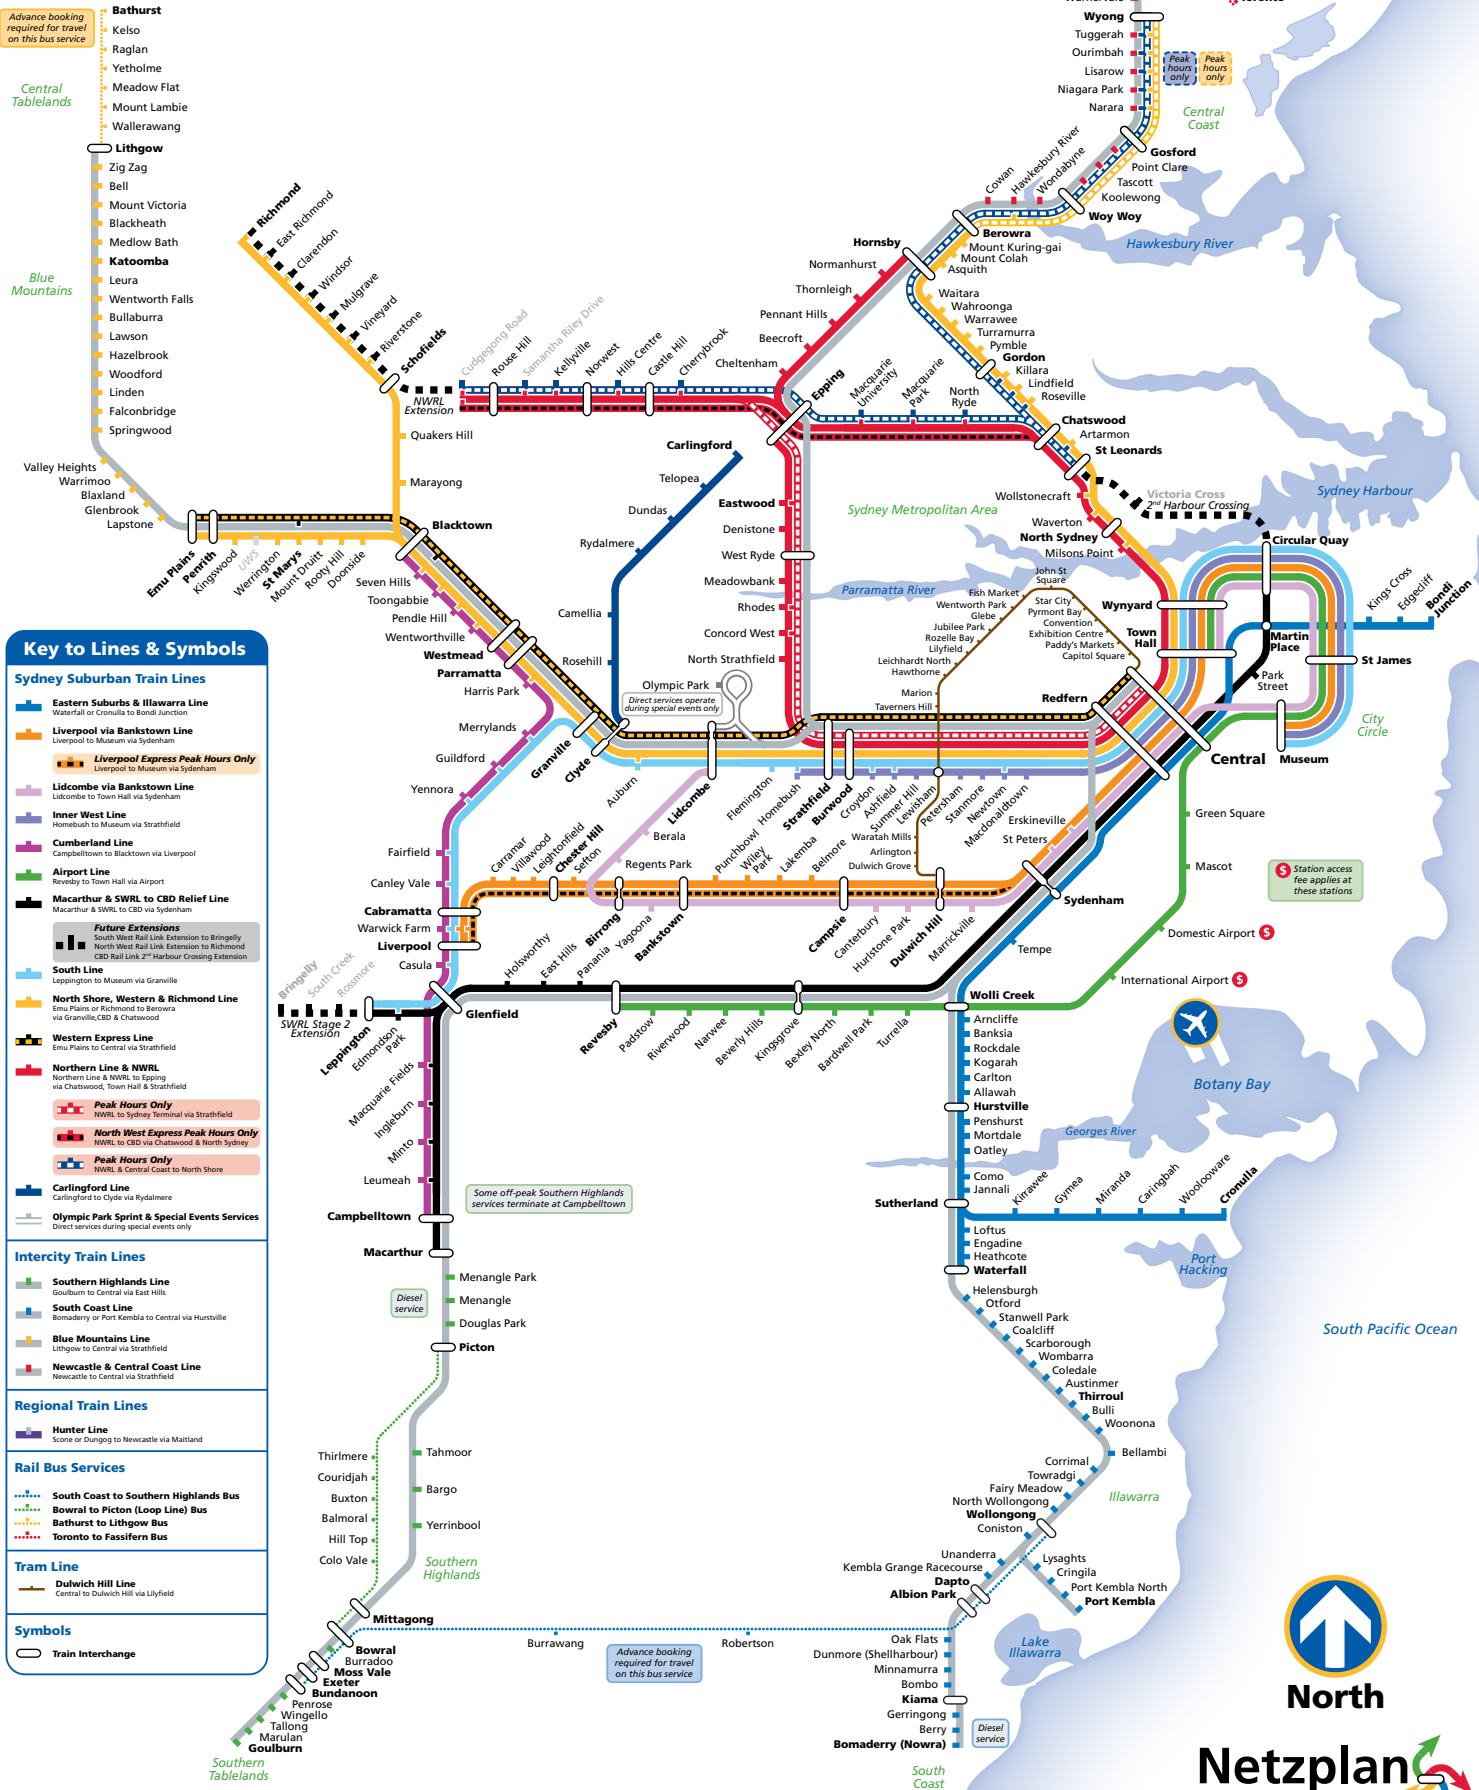 Advance booking
required for travel
on this bus service
Bathurst
Kelso
Raglan
Yetholme
Meadow Flat
Mount Lambie
Wallerawang
Central
Tablelands
Lithgow
Zig Zag
Bell
Mount Victoria
Blackheath
Medlow Bath
Katoomba
Leura
Wentworth Falls
Bullaburra
Lawson
Hazelbrook
Woodford
Linden
Falconbridge
Springwood
Blue
Mountains
Valley Heights
Warrimoo
Blaxland
Glenbrook
Lapstone
Emu Plains
Penrith
Kingswood
UWS
Werrington
St Marys
Mount Druitt
Rooty Hill
Doonside
Richmond
East Richmond
Clarendon
Windsor
Mulgrave
Vineyard
Riverstone
Schofields
Quakers Hill
Marayong
Blacktown
NWRL
Extension
Cudgegong Road
Rouse Hill
Samantha Riley Drive
Kellyville
Norwest
Hills Centre
Castle Hill
Cherrybrook
Wyong
Tuggerah
Ourimbah
Lisarow
Niagara Park
Narara
Peak
hours
only
Peak
hours
only
Central
Coast
Gosford
Point Clare
Tascott
Koolewong
Woy Woy
Wondabyne
Hawkesbury River
Cowan
Hawkesbury River
Berowra
Mount Kuring-gai
Mount Colah
Asquith
Hornsby
Normanhurst
Thornleigh
Pennant Hills
Beecroft
Cheltenham
Epping
Waitara
Wahroonga
Warrawee
Turramurra
Pymble
Gordon
Killara
Lindfield
Roseville
Chatswood
Artarmon
St Leonards
Macquarie
University
Macquarie
Park
North
Ryde
Wollstonecraft
Waverton
North Sydney
Milsons Point
Victoria Cross
2nd Harbour Crossing
Sydney Harbour
Sydney Metropolitan Area
Parramatta River
Carlingford
Telopea
Dundas
Rydalmere
Camellia
Rosehill
Eastwood
Denistone
West Ryde
Meadowbank
Rhodes
Concord West
North Strathfield
Olympic Park
Direct services operate
during special events only
Seven Hills
Toongabbie
Pendle Hill
Wentworthville
Westmead
Parramatta
Harris Park
Merrylands
Guildford
Yennora
Fairfield
Canley Vale
Cabramatta
Warwick Farm
Liverpool
Casula
Granville
Clyde
Auburn
Lidcombe
Flemington
Homebush
Strathfield
Burwood
Croydon
Ashfield
Summer Hill
Lewisham
Petersham
Stanmore
Newtown
Macdonaldtown
Redfern
Central
John St
Square
Fish Market
Wentworth Park
Glebe
Jubilee Park
Rozelle Bay
Lilyfield
Leichhardt North
Hawthorne
Marion
Taverners Hill
Star City
Pyrmont Bay
Convention
Exhibition Centre
Paddy's Markets
Capitol Square
Waratah Mills
Arlington
Dulwich Grove
Circular Quay
Wynyard
Town
Hall
Martin
Place
Park
Street
St James
Museum
City
Circle
Kings Cross
Edgecliff
Bondi
Junction
Carramar
Villawood
Leightonfield
Chester Hill
Sefton
Berala
Regents Park
Birrong
Yagoona
Bankstown
Punchbowl
Wiley
Park
Lakemba
Belmore
Campsie
Canterbury
Hurlstone Park
Dulwich Hill
Marrickville
Erskineville
St Peters
Sydenham
Tempe
Green Square
Mascot
Domestic Airport $
International Airport $
$ Station access
fee applies at
these stations
Holsworthy
East Hills
Panania
Revesby
Padstow
Riverwood
Narwee
Beverly Hills
Kingsgrove
Bexley North
Bardwell Park
Turrella
Wolli Creek
Arncliffe
Banksia
Rockdale
Kogarah
Carlton
Allawah
Hurstville
Penshurst
Mortdale
Oatley
Como
Jannali
Sutherland
Loftus
Engadine
Heathcote
Waterfall
Kirrawee
Gymea
Miranda
Caringbah
Woolooware
Cronulla
Botany Bay
Georges River
Port
Hacking
South Pacific Ocean
Bringelly
South Creek
Rossmore
SWRL Stage 2
Extension
Leppington
Edmondson
Park
Glenfield
Macquarie Fields
Ingleburn
Minto
Leumeah
Campbelltown
Macarthur
Some off-peak Southern Highlands
services terminate at Campbelltown
Menangle Park
Menangle
Douglas Park
Diesel
service
Picton
Thirlmere
Couridjah
Buxton
Balmoral
Hill Top
Colo Vale
Tahmoor
Bargo
Yerrinbool
Southern
Highlands
Mittagong
Bowral
Burradoo
Moss Vale
Exeter
Bundanoon
Penrose
Wingello
Tallong
Marulan
Goulburn
Southern
Tablelands
Burrawang
Robertson
Advance booking
required for travel
on this bus service
Helensburgh
Otford
Stanwell Park
Coalcliff
Scarborough
Wombarra
Coledale
Austinmer
Thirroul
Bulli
Woonona
Bellambi
Corrimal
Towradgi
Fairy Meadow
North Wollongong
Wollongong
Coniston
Illawarra
Unanderra
Kembla Grange Racecourse
Dapto
Albion Park
Lysaghts
Cringila
Port Kembla North
Port Kembla
Lake
Illawarra
Oak Flats
Dunmore (Shellharbour)
Minnamurra
Bombo
Kiama
Gerringong
Berry
Bomaderry (Nowra)
Diesel
service
South
Coast
Key to Lines & Symbols
Sydney Suburban Train Lines
Eastern Suburbs & Illawarra Line
Waterfall or Cronulla to Bondi Junction
Liverpool via Bankstown Line
Liverpool to Museum via Sydenham
Liverpool Express Peak Hours Only
Liverpool to Museum via Sydenham
Lidcombe via Bankstown Line
Lidcombe to Town Hall via Sydenham
Inner West Line
Homebush to Museum via Strathfield
Cumberland Line
Campbelltown to Blacktown via Liverpool
Airport Line
Revesby to Town Hall via Airport
Macarthur & SWRL to CBD Relief Line
Macarthur & SWRL to CBD via Sydenham
Future Extensions
South West Rail Link Extension to Bringelly
North West Rail Link Extension to Richmond
CBD Rail Link 2nd Harbour Crossing Extension
South Line
Leppington to Museum via Granville
North Shore, Western & Richmond Line
Emu Plains or Richmond to Berowra
via Granville,CBD & Chatswood
Western Express Line
Emu Plains to Central via Strathfield
Northern Line & NWRL
Northern Line & NWRL to Epping
via Chatswood, Town Hall & Strathfield
Peak Hours Only
NWRL to Sydney Terminal via Strathfield
North West Express Peak Hours Only
NWRL to CBD via Chatswood & North Sydney
Peak Hours Only
NWRL & Central Coast to North Shore
Carlingford Line
Carlingford to Clyde via Rydalmere
Olympic Park Sprint & Special Events Services
Direct services during special events only
Intercity Train Lines
Southern Highlands Line
Goulburn to Central via East Hills
South Coast Line
Bomaderry or Port Kembla to Central via Hurstville
Blue Mountains Line
Lithgow to Central via Strathfield
Newcastle & Central Coast Line
Newcastle to Central via Strathfield
Regional Train Lines
Hunter Line
Scone or Dungog to Newcastle via Maitland
Rail Bus Services
South Coast to Southern Highlands Bus
Bowral to Picton (Loop Line) Bus
Bathurst to Lithgow Bus
Toronto to Fassifern Bus
Tram Line
Dulwich Hill Line
Central to Dulwich Hill via Lilyfield
Symbols
Train Interchange
North
Netzplan